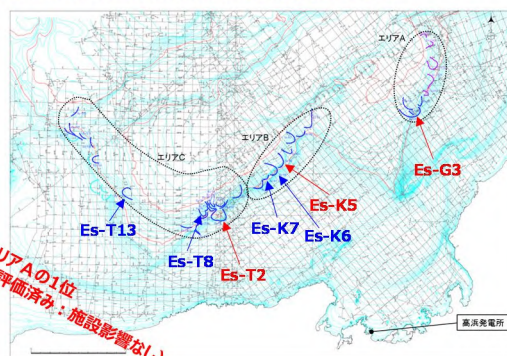 エリアA
エリアB
エリアC
Es-G3
Es-K5
Es-K7
Es-K6
Es-T13
Es-T8
Es-T2
リアAの1位
評価済み：施設影響ない
高浜発電所